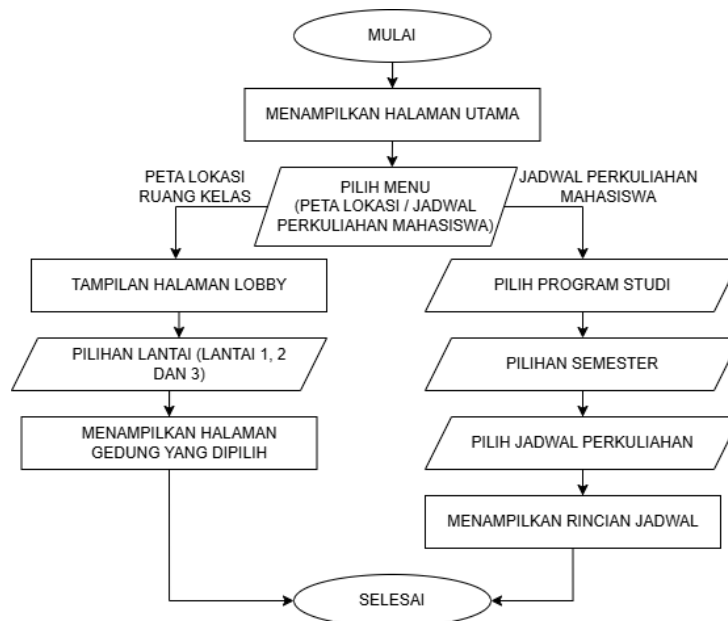 MULAI
MENAMPILKAN HALAMAN UTAMA
PETA LOKASI
RUANG KELAS
PILIH MENU
(PETA LOKASI / JADWAL
PERKULIAHAN MAHASISWA)
JADWAL PERKULIAHAN
MAHASISWA
TAMPILAN HALAMAN LOBBY
PILIHAN LANTAI (LANTAI 1, 2
DAN 3)
MENAMPILKAN HALAMAN
GEDUNG YANG DIPILIH
PILIH PROGRAM STUDI
PILIHAN SEMESTER
PILIH JADWAL PERKULIAHAN
MENAMPILKAN RINCIAN JADWAL
SELESAI